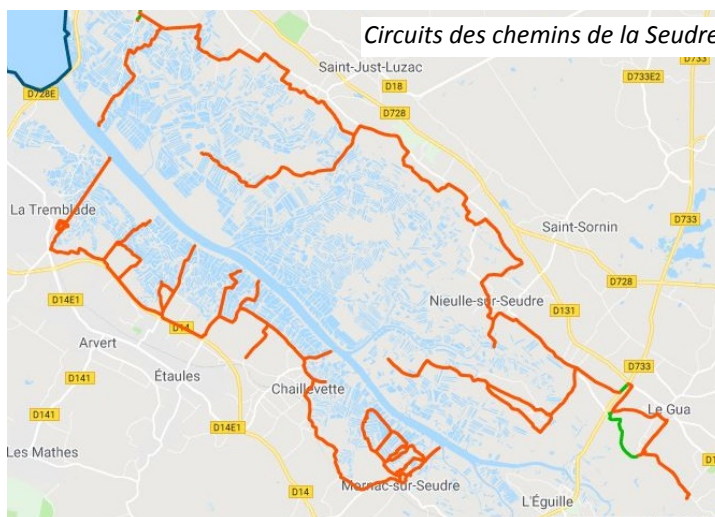 Circuits des chemins de la Seudre
D733
Saint-Just-Luzac
D733E2
D728E
D18
D728
La Tremblade
Saint-Sornin
D733
D728
D14E1
Nieulle-sur-Seudre
D131
D14
Arvert
D733
D141
Étaules
Chaillevette
Le Gua
D141
D14E1
Les Mathes
D1
Mornac-sur-Seudre
D14
L'Éguille